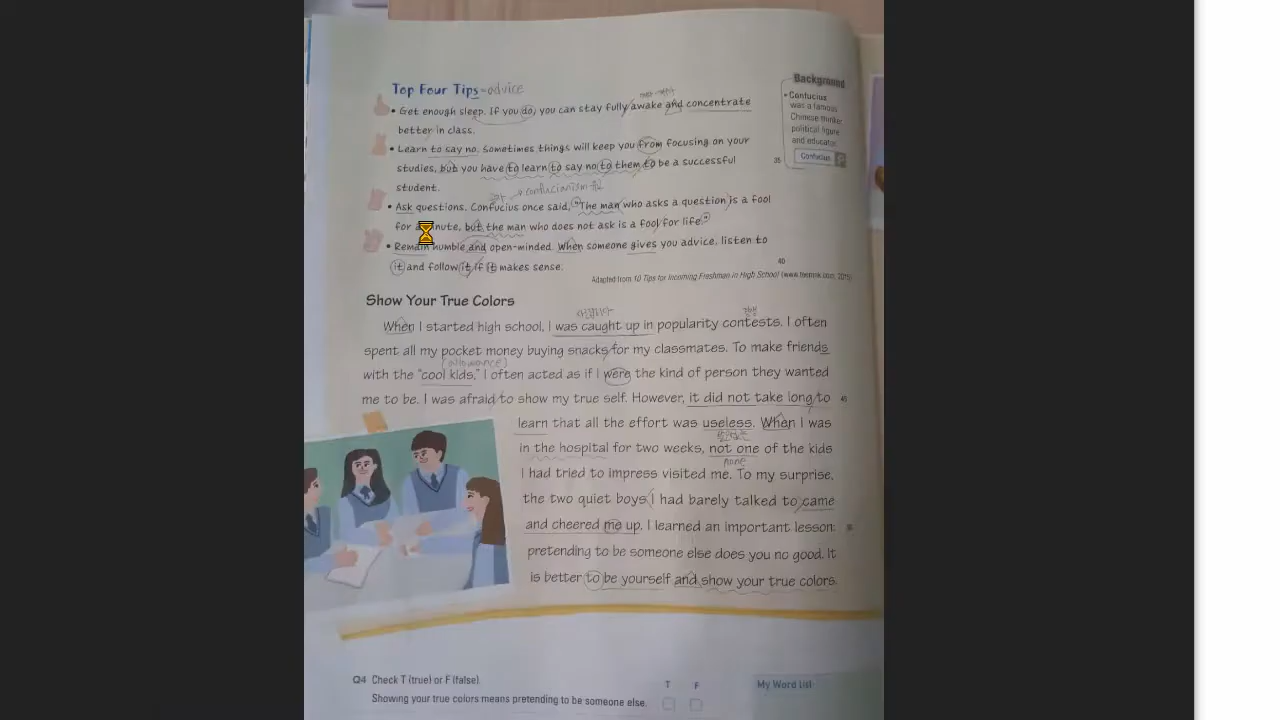 Top Four Tips = advice
• Get enough sleep. If you do, you can stay fully awake and concentrate
better in class.
• Learn to say no. Sometimes things will keep you from focusing on your
studies, but you have to learn to say no to them to be a successful
student.
confucianism
• Ask questions. Confucius once said, "The man who asks a question is a fool
for a minute, but the man who does not ask is a fool for life."
• Remain humble and open-minded. When someone gives you advice, listen to
it and follow it if it makes sense.
Adapted from 10 Tips for Incoming Freshman in High School
Background
• Confucius
was a famous
Chinese thinker,
political figure
and educator.
Confucius
35
40
Show Your True Colors
When I started high school, I was caught up in popularity contests. I often
spent all my pocket money buying snacks for my classmates. To make friends
(allowance)
with the "cool kids," I often acted as if I were the kind of person they wanted
me to be. I was afraid to show my true self. However, it did not take long to
45
learn that all the effort was useless. When I was
in the hospital for two weeks, not one of the kids
none
I had tried to impress visited me. To my surprise,
the two quiet boys I had barely talked to came
and cheered me up. I learned an important lesson:
50
pretending to be someone else does you no good. It
is better to be yourself and show your true colors.
Q4 Check T (true) or F (false).
T F
Showing your true colors means pretending to be someone else.
My Word List